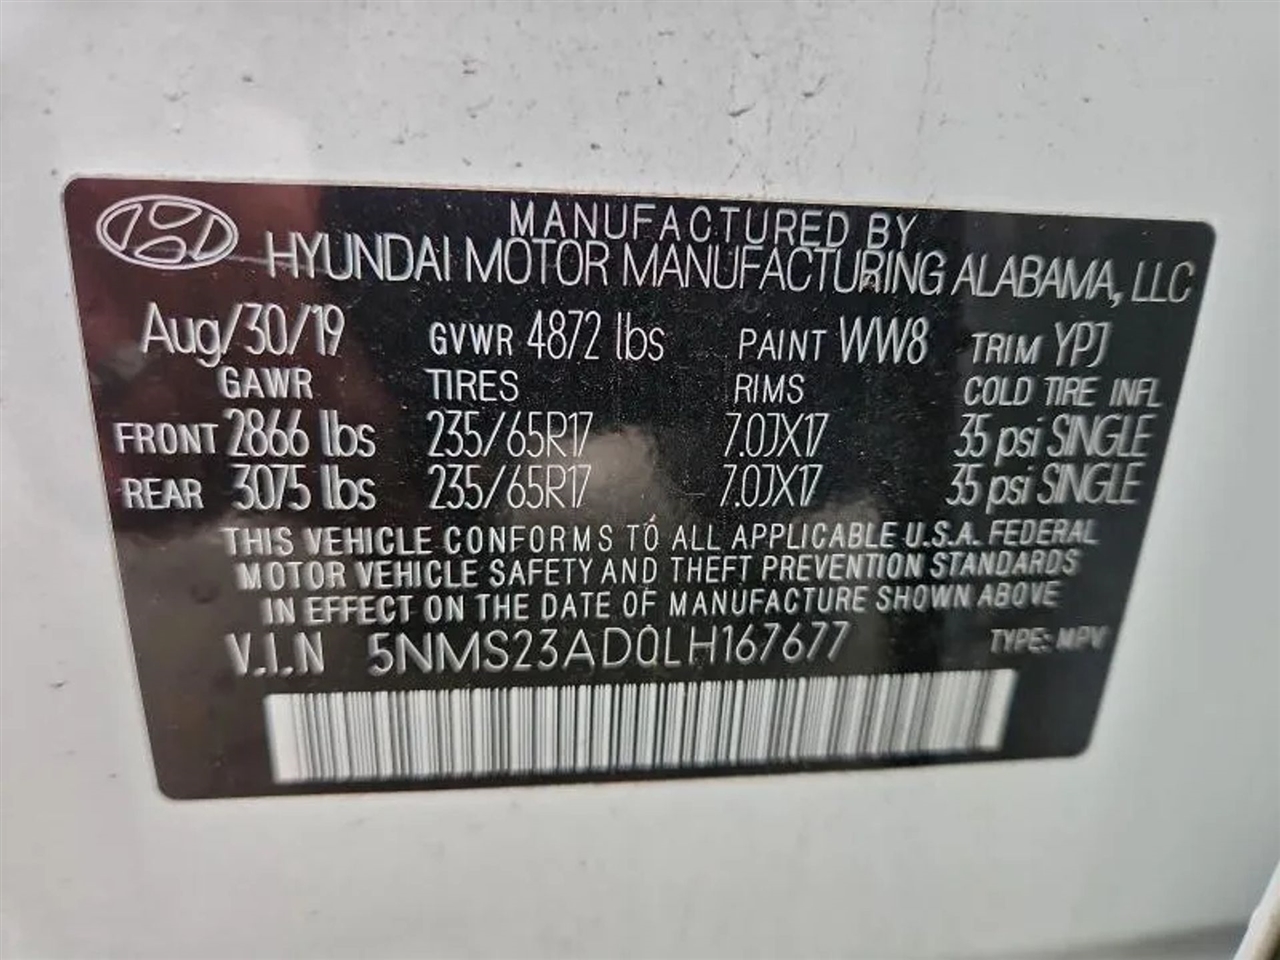 MANUFACTURED BY
HYUNDAI MOTOR MANUFACTURING ALABAMA, LLC
Aug/30/19 GVWR 4872 lbs PAINT WW8 TRIM YPJ
GAWR TIRES RIMS COLD TIRE INFL
FRONT 2866 lbs 235/65R17 7.0JX17 35 psi SINGLE
REAR 3075 lbs 235/65R17 7.0JX17 35 psi SINGLE
THIS VEHICLE CONFORMS TO ALL APPLICABLE U.S.A. FEDERAL
MOTOR VEHICLE SAFETY AND THEFT PREVENTION STANDARDS
IN EFFECT ON THE DATE OF MANUFACTURE SHOWN ABOVE
V.I.N 5NMS23AD0LH167677 TYPE: MPV